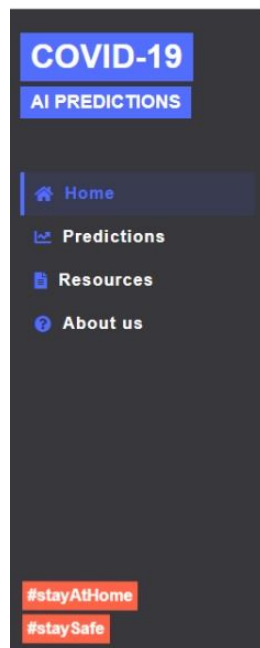 COVID-19
AI PREDICTIONS
Home
Predictions
Resources
About us
#stayAtHome
#staySafe